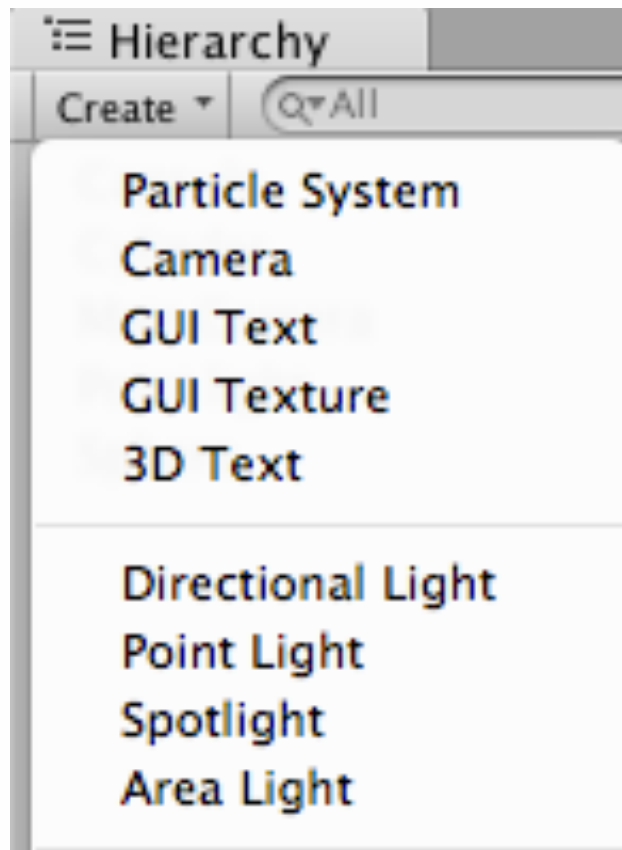 Hierarchy
Create All
Particle System
Camera
GUI Text
GUI Texture
3D Text
Directional Light
Point Light
Spotlight
Area Light